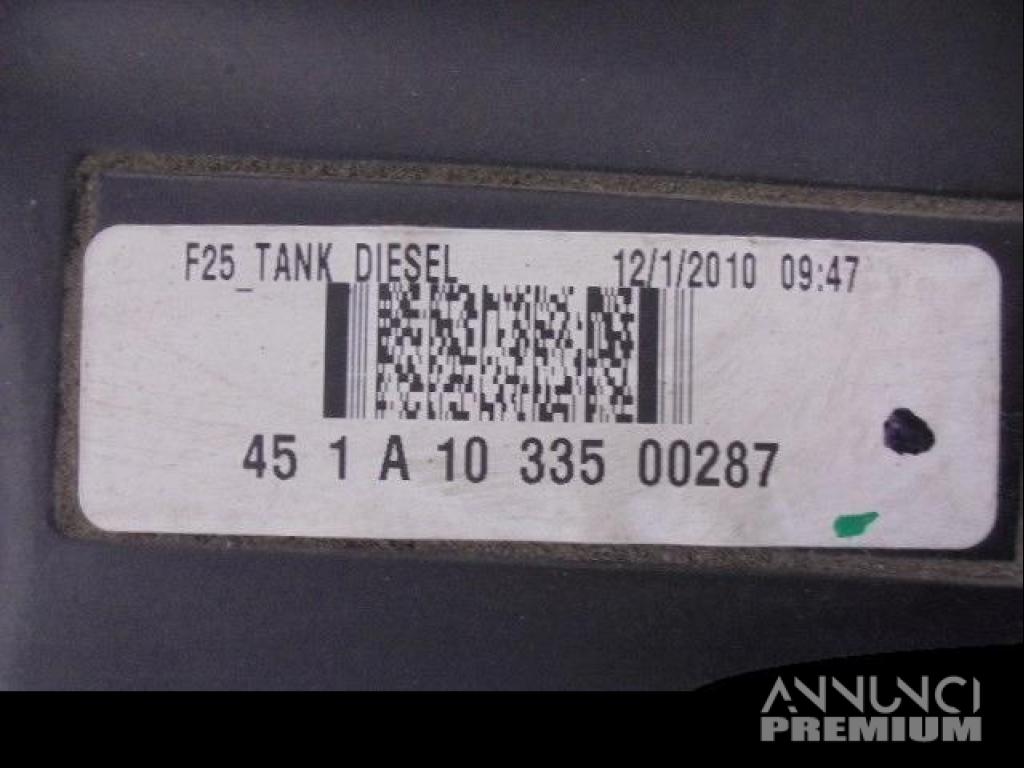 F25_TANK_DIESEL 12/1/2010 09:47
45 1 A 10 335 00287
ANNUNCI
PREMIUM